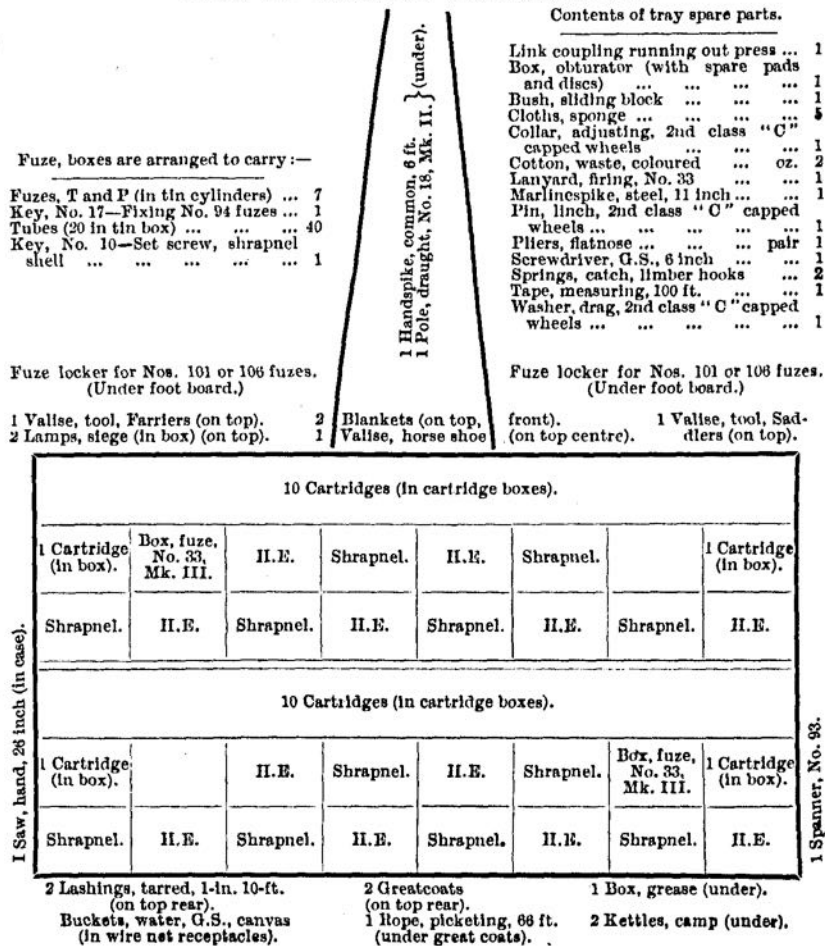 Contents of tray spare parts.
Link coupling running out press ... 1
Box, obturator (with spare pads
and discs) ... ... ... ... 1
Bush, sliding block ... ... ... 1
Cloths, sponge ... ... ... ... 5
Collar, adjusting, 2nd class "C"
capped wheels ... ... ... 1
Cotton, waste, coloured ... oz. 2
Lanyard, firing, No. 33 ... ... 1
Marlinespike, steel, 11 inch ... ... 1
Pin, linch, 2nd class "C" capped
wheels ... ... ... ... ... 1
Pliers, flatnose ... ... ... pair 1
Screwdriver, G.S., 6 inch ... ... 1
Springs, catch, limber hooks ... 2
Tape, measuring, 100 ft. ... ... 1
Washer, drag, 2nd class "C" capped
wheels ... ... ... ... ... 1
1 Handspike, common, 6 ft.
1 Pole, draught, No. 18, Mk. II. } (under).
Fuze, boxes are arranged to carry :—
Fuzes, T and P (in tin cylinders) ... 7
Key, No. 17—Fixing No. 94 fuzes ... 1
Tubes (20 in tin box) ... ... ... 40
Key, No. 10—Set screw, shrapnel
shell ... ... ... ... ... 1
Fuze locker for Nos. 101 or 106 fuzes.
(Under foot board.)
Fuze locker for Nos. 101 or 106 fuzes.
(Under foot board.)
1 Valise, tool, Farriers (on top).
2 Lamps, siege (in box) (on top).
2 Blankets (on top, front).
1 Valise, horse shoe (on top centre).
1 Valise, tool, Sad-
dlers (on top).
10 Cartridges (in cartridge boxes).
1 Cartridge (in box). Box, fuze, No. 33, Mk. III. H.E. Shrapnel. H.E. Shrapnel. 1 Cartridge (in box).
Shrapnel. H.E. Shrapnel. H.E. Shrapnel. H.E. Shrapnel. H.E.
10 Cartridges (in cartridge boxes).
1 Cartridge (in box). H.E. Shrapnel. H.E. Shrapnel. Box, fuze, No. 33, Mk. III. 1 Cartridge (in box).
Shrapnel. H.E. Shrapnel. H.E. Shrapnel. H.E. Shrapnel. H.E.
1 Saw, hand, 26 inch (in case).
1 Spanner, No. 93.
2 Lashings, tarred, 1-in. 10-ft.
(on top rear).
Buckets, water, G.S., canvas
(in wire net receptacles).
2 Greatcoats
(on top rear).
1 Rope, picketing, 66 ft.
(under great coats).
1 Box, grease (under).
2 Kettles, camp (under).